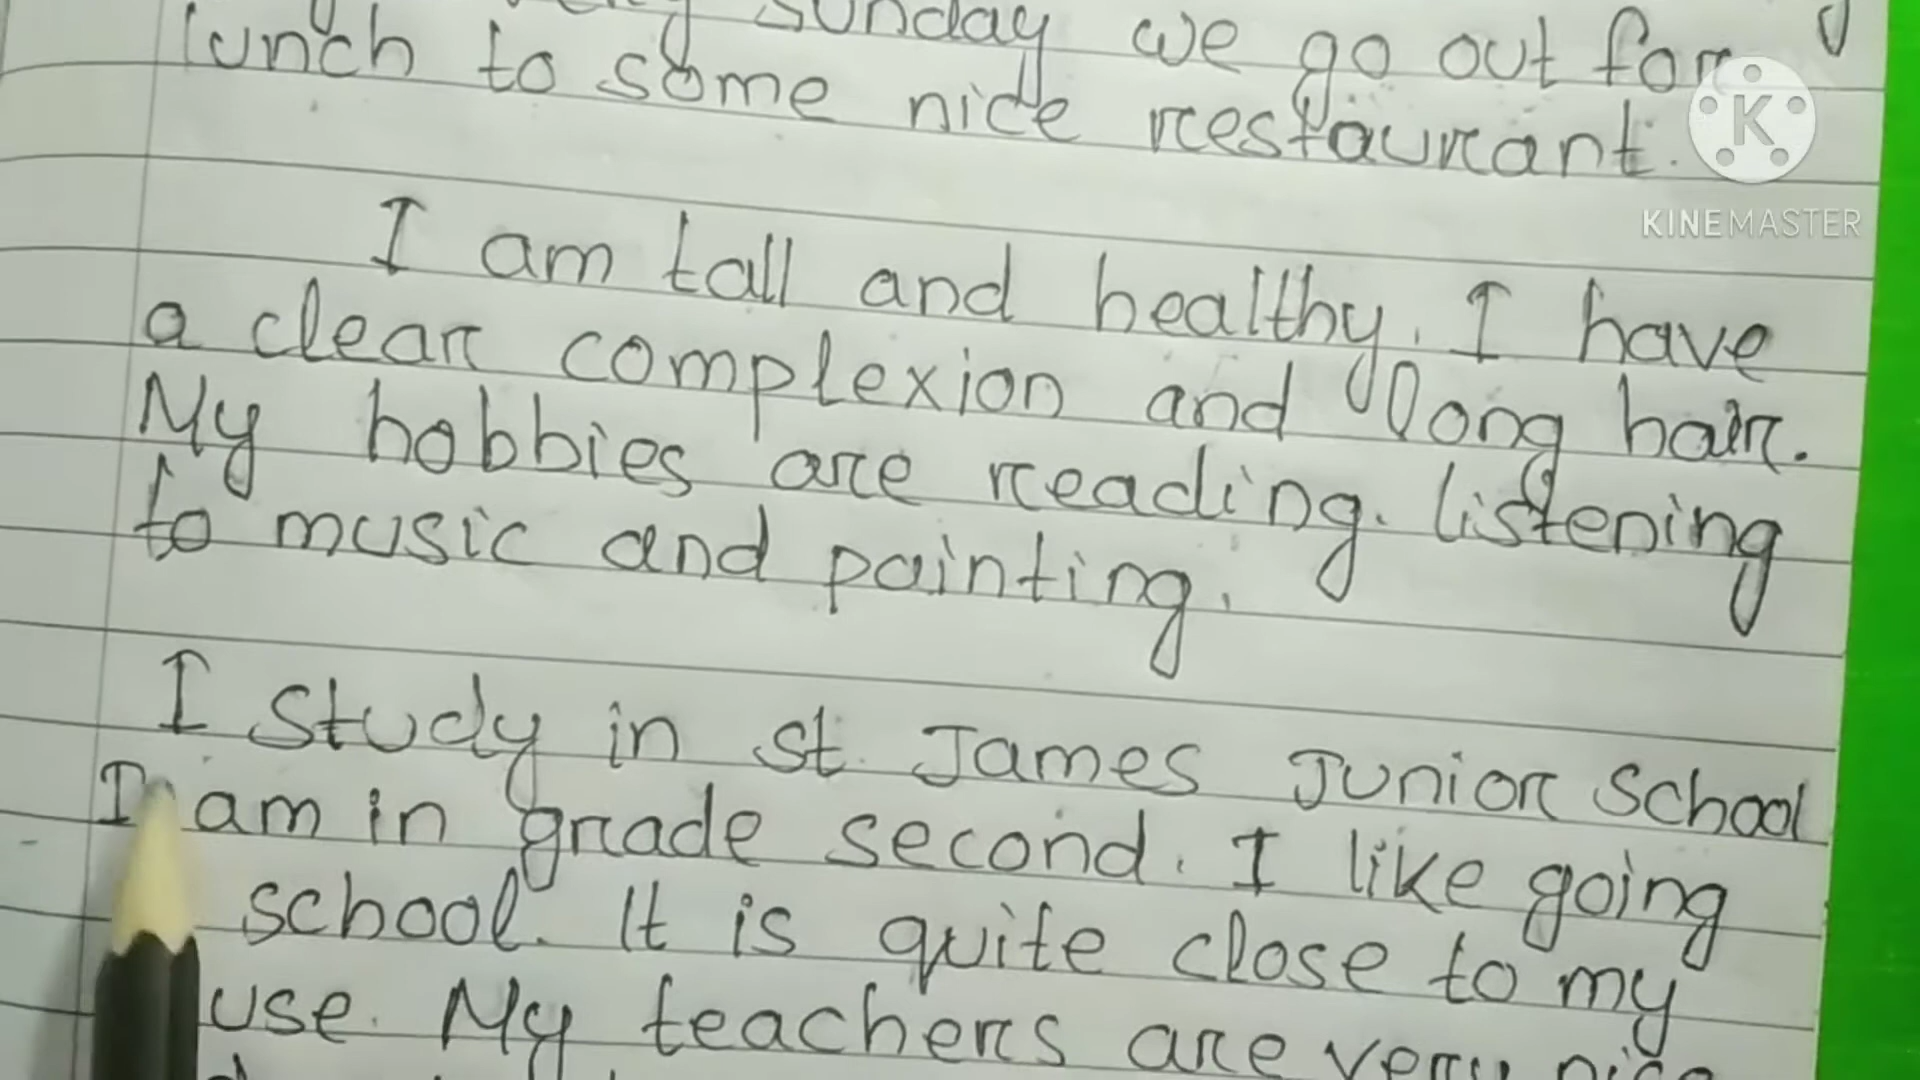 Sunday we go out for
lunch to some nice restaurant.
K
KINEMASTER
I am tall and healthy. I have
a clear complexion and long hair.
My hobbies are reading. listening
to music and painting.
I study in st. James Junior School
I am in grade second. I like going
school. It is quite close to my
use. My teachers are very nice